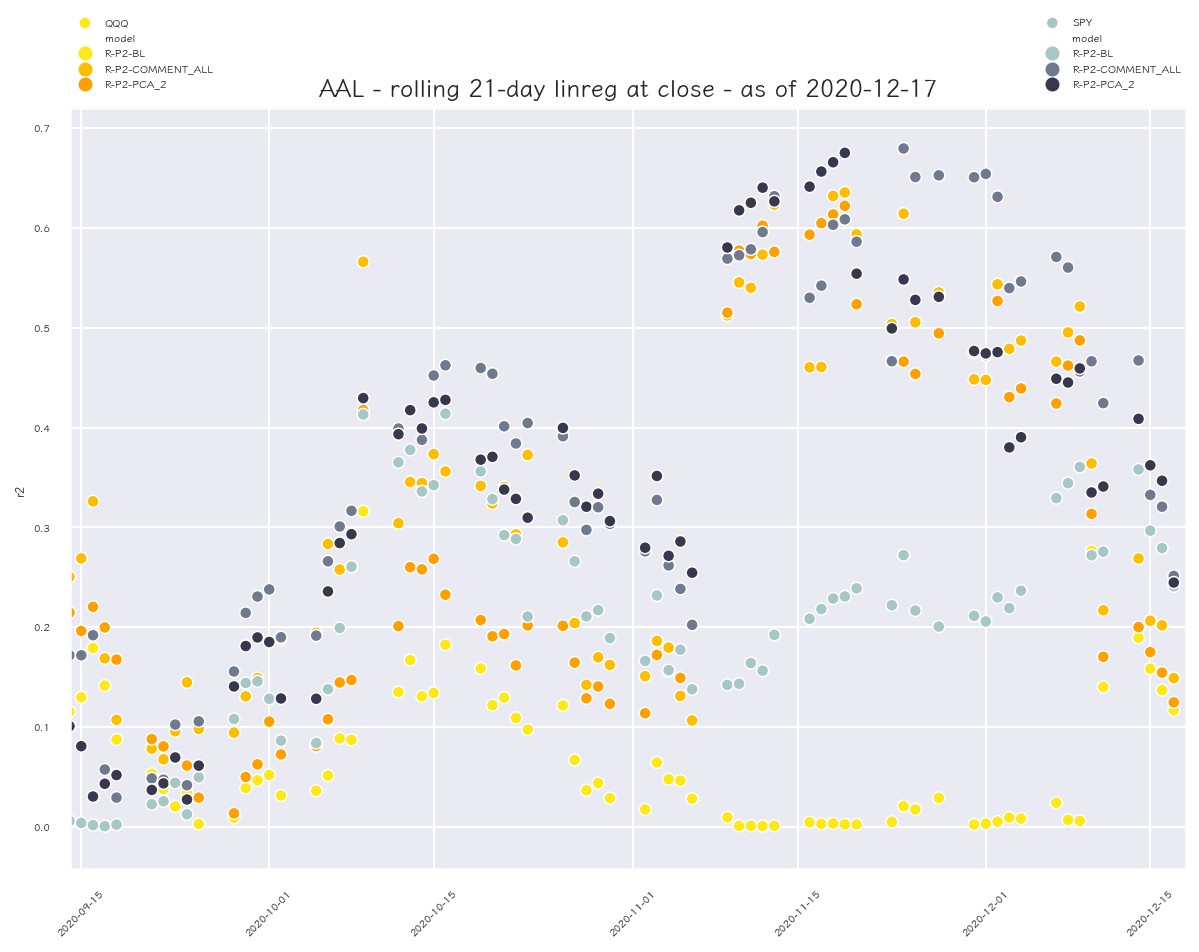 QQQ
model
R-P2-BL
R-P2-COMMENT_ALL
R-P2-PCA_2
SPY
model
R-P2-BL
R-P2-COMMENT_ALL
R-P2-PCA_2
AAL - rolling 21-day linreg at close - as of 2020-12-17
0.7
0.6
0.5
0.4
0.3
0.2
0.1
0.0
r2
2020-09-15
2020-10-01
2020-10-15
2020-11-01
2020-11-15
2020-12-01
2020-12-15